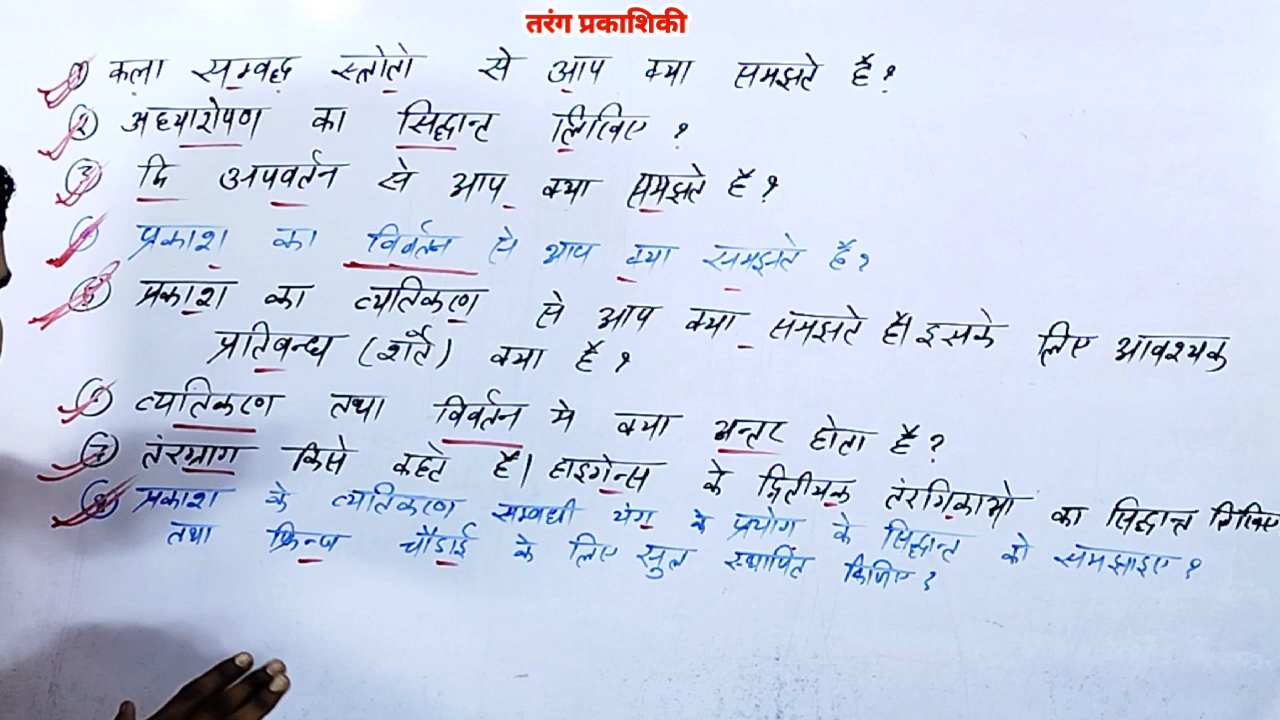 तरंग प्रकाशिकी
① कला सम्बद्ध स्त्तोतो से आप क्या समझते है?
② अध्यारोपण का सिद्धान्त लिखिए ?
③ द्वि अपवर्तन से आप क्या समझते है?
④ प्रकाश का विवर्तन से आप क्या समझते है?
⑤ प्रकाश का व्यतिकरण से आप क्या समझते है। इसके लिए आवश्यक
प्रतिबन्ध (शर्ते) क्या है?
⑥ व्यतिकरण तथा विवर्तन मे क्या अन्तर होता है?
⑦ तंरगाग्र किसे कहते है। हाइगेन्स के द्वितीयक तंरगिकाओ का सिद्धान्त लिखिए
⑧ प्रकाश के व्यतिकरण सम्बधी यंग के प्रयोग के सिद्धान्त को समझाइए ?
तथा फ्रिन्ज चौडाई के लिए सुत्र स्थापित किजिए ?